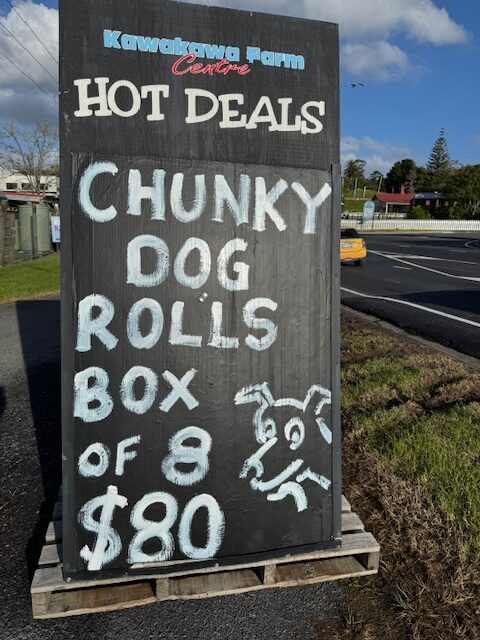 Kawakawa Farm
Centre
HOT DEALS
CHUNKY
DOG
ROLLS
BOX
OF 8
$80